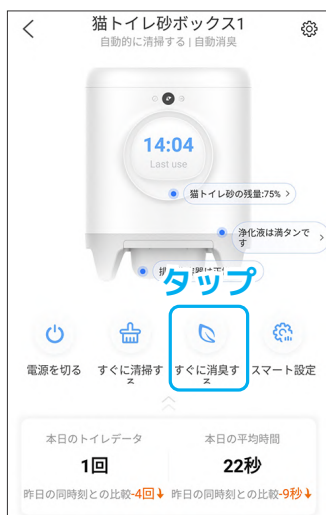 猫トイレ砂ボックス1
自動的に清掃する | 自動消臭
14:04
Last use
猫トイレ砂の残量:75%
浄化液は満タンで
す
タップ
電源を切る
すぐに清掃す
すぐに消臭す
スマート設定
本日のトイレデータ
本日の平均時間
1回
22秒
昨日の同時刻との比較-4回
昨日の同時刻との比較-9秒